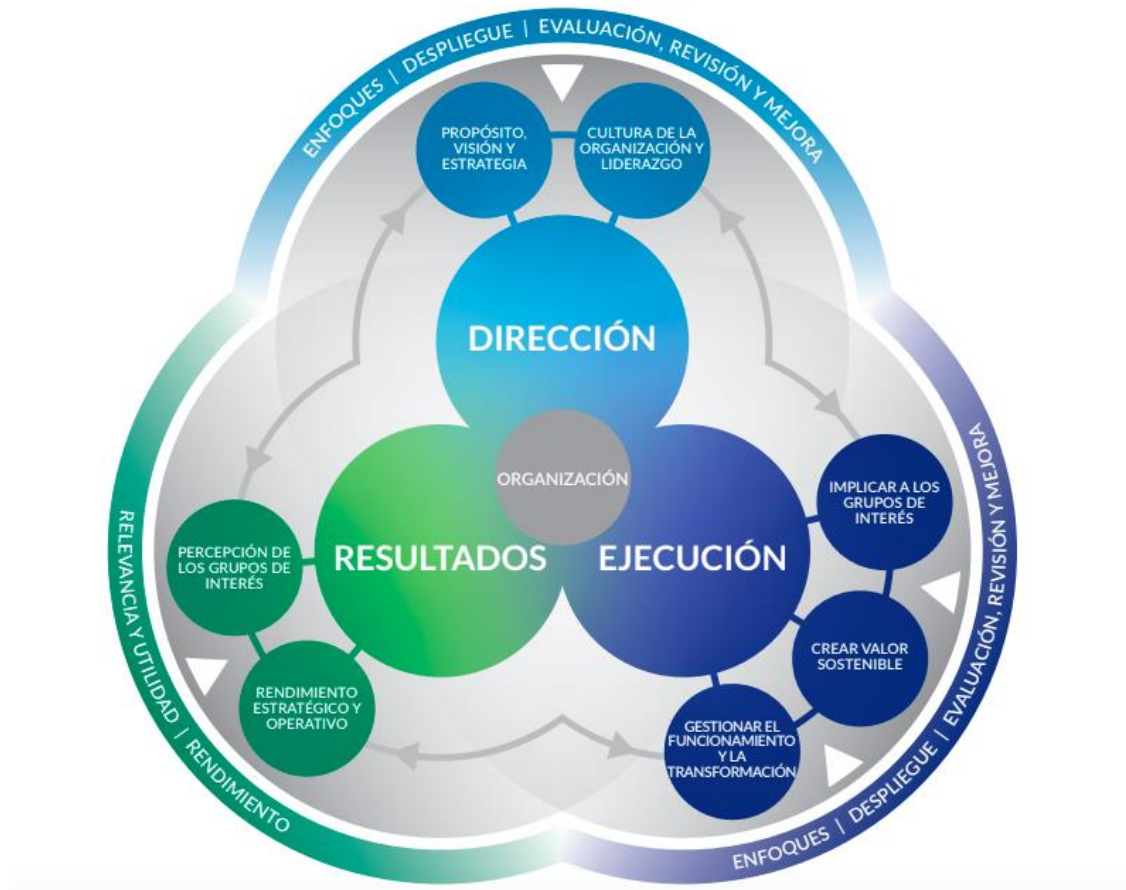 ENFOQUES | DESPLIEGUE | EVALUACIÓN, REVISIÓN Y MEJORA
PROPÓSITO,
VISIÓN Y
ESTRATEGIA
CULTURA DE LA
ORGANIZACIÓN Y
LIDERAZGO
DIRECCIÓN
ORGANIZACIÓN
RESULTADOS
EJECUCIÓN
IMPLICAR A LOS
GRUPOS DE
INTERÉS
CREAR VALOR
SOSTENIBLE
GESTIONAR EL
FUNCIONAMIENTO
Y LA
TRANSFORMACIÓN
ENFOQUES | DESPLIEGUE | EVALUACIÓN, REVISIÓN Y MEJORA
PERCEPCIÓN DE
LOS GRUPOS DE
INTERÉS
RENDIMIENTO
ESTRATÉGICO Y
OPERATIVO
RELEVANCIA Y UTILIDAD | RENDIMIENTO